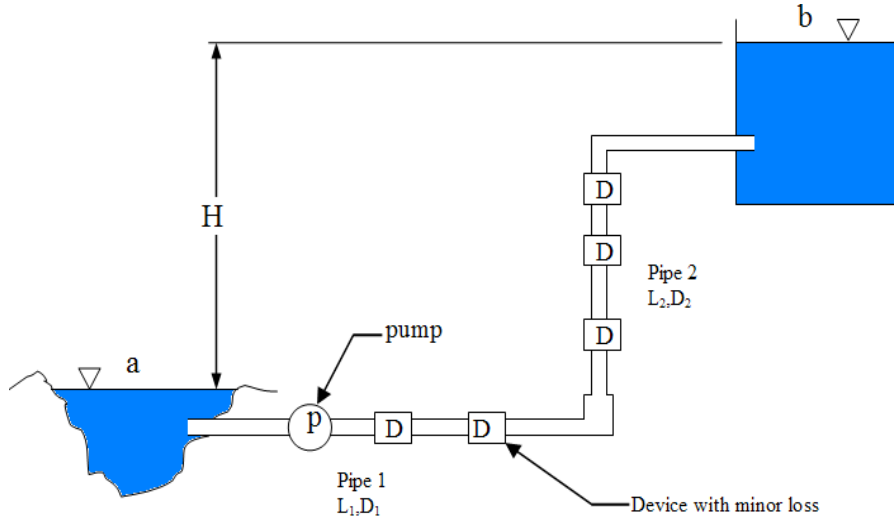 b
D
H
D
Pipe 2
L₂,D₂
D
pump
a
p
D
D
Pipe 1
L₁,D₁
Device with minor loss